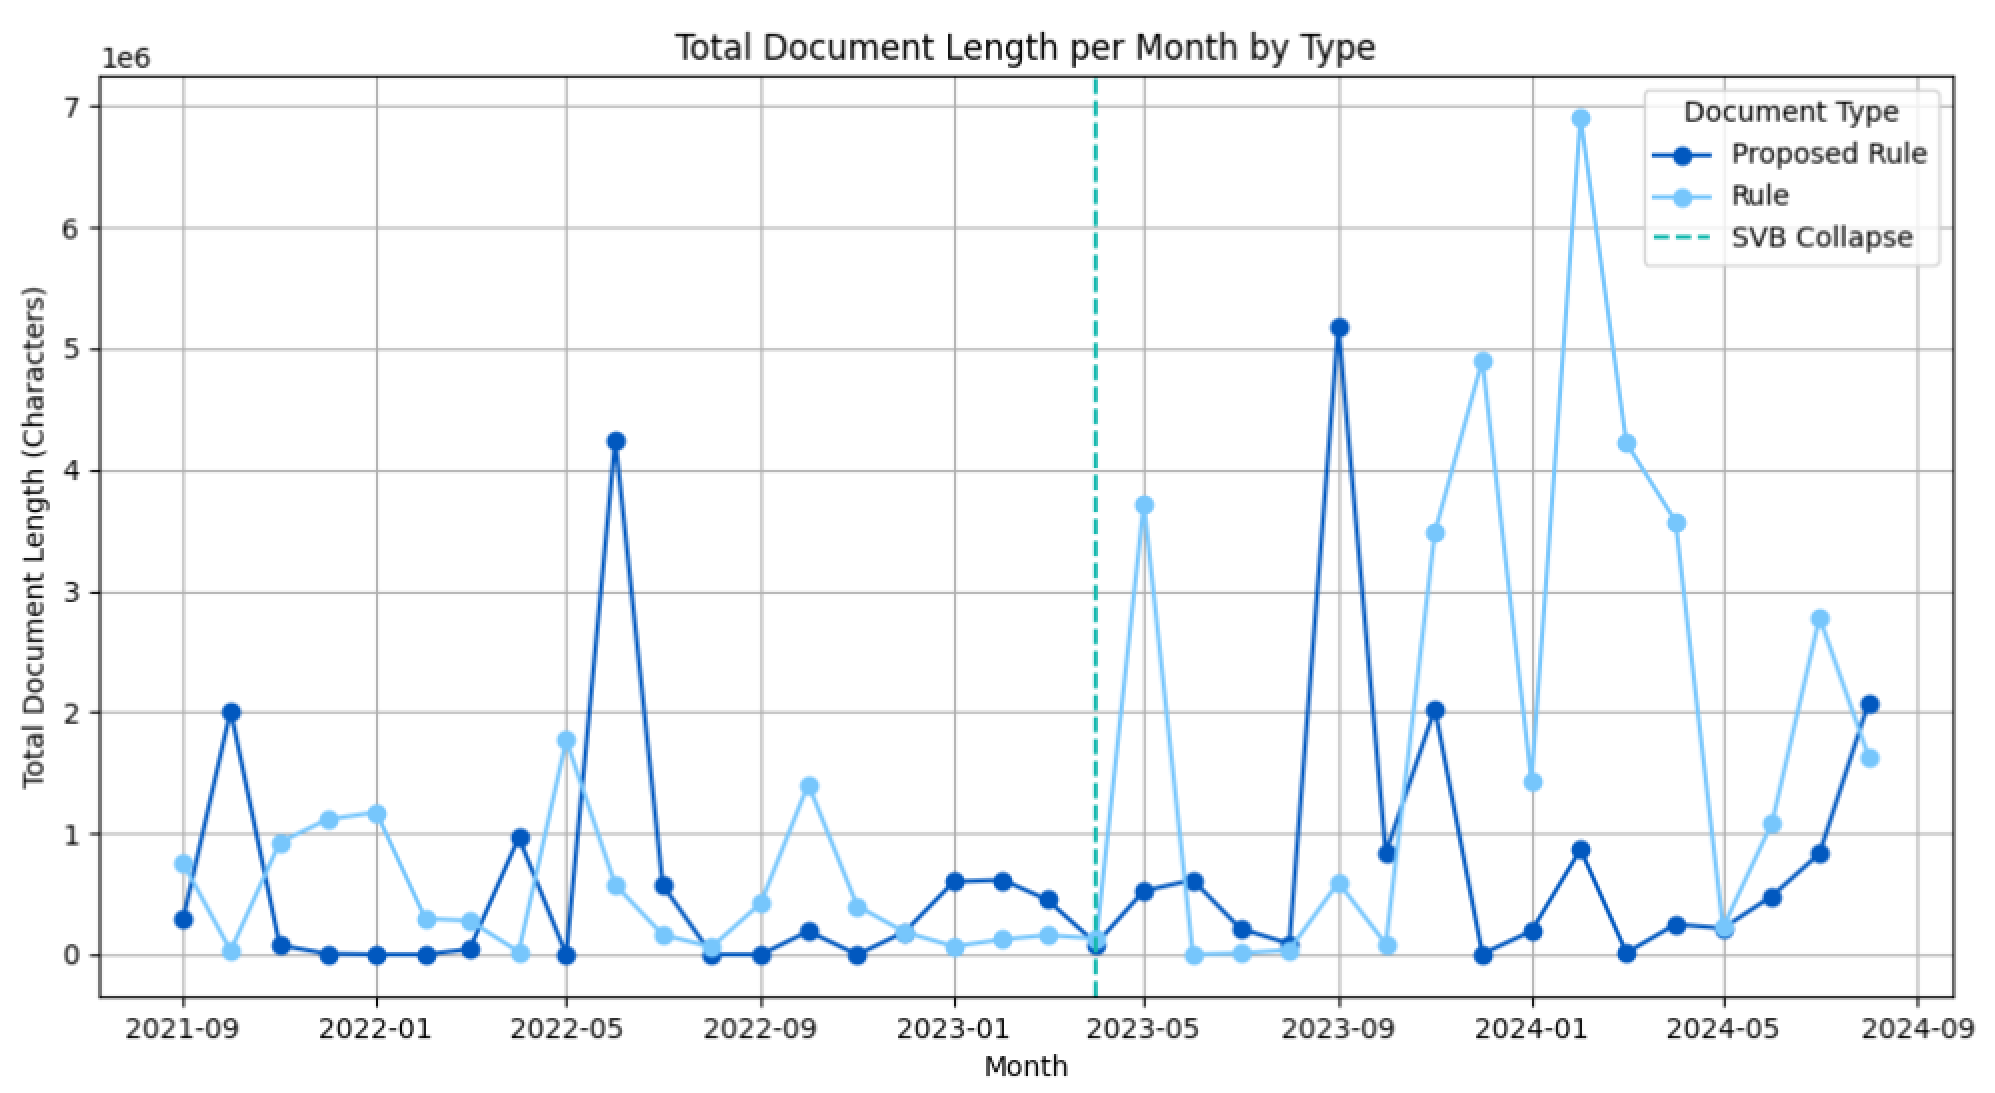 Total Document Length per Month by Type
1e6
7
6
5
4
3
2
1
0
Total Document Length (Characters)
Document Type
Proposed Rule
Rule
SVB Collapse
2021-09 2022-01 2022-05 2022-09 2023-01 2023-05 2023-09 2024-01 2024-05 2024-09
Month